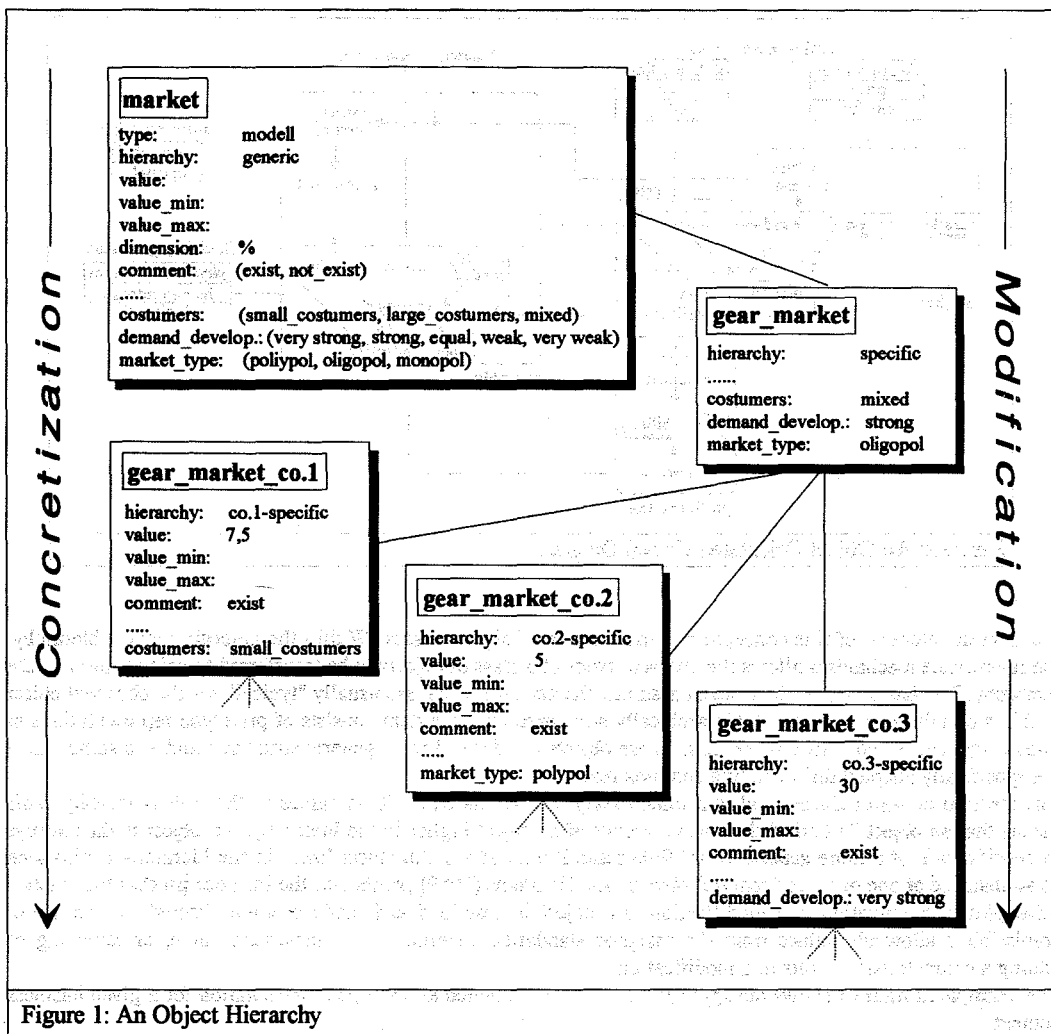 Concretization
Modification
market
type: modell
hierarchy: generic
value:
value_min:
value_max:
dimension: %
comment: (exist, not_exist)
.....
costumers: (small_costumers, large_costumers, mixed)
demand_develop.: (very strong, strong, equal, weak, very weak)
market_type: (poliypol, oligopol, monopol)
gear_market
hierarchy: specific
......
costumers: mixed
demand_develop.: strong
market_type: oligopol
gear_market_co.1
hierarchy: co.1-specific
value: 7,5
value_min:
value_max:
comment: exist
.....
costumers: small_costumers
gear_market_co.2
hierarchy: co.2-specific
value: 5
value_min:
value_max:
comment: exist
.....
market_type: polypol
gear_market_co.3
hierarchy: co.3-specific
value: 30
value_min:
value_max:
comment: exist
.....
demand_develop.: very strong
Figure 1: An Object Hierarchy